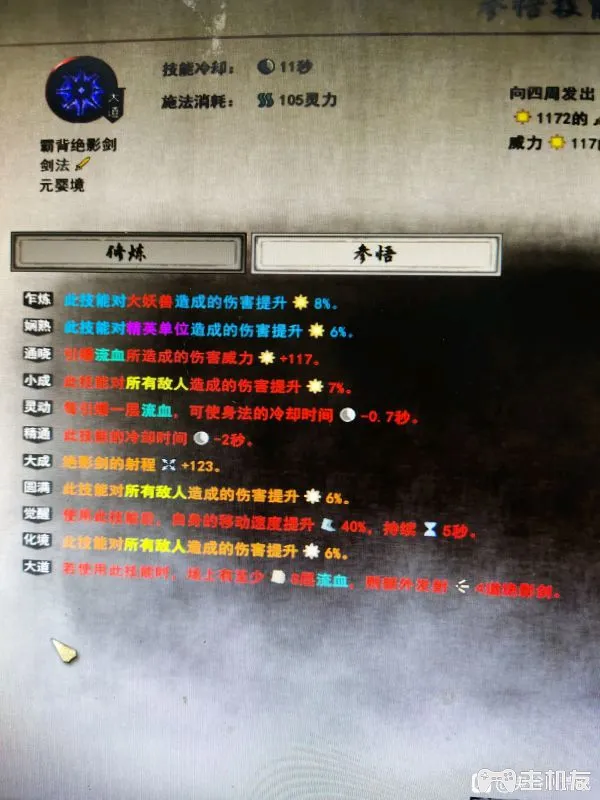 技能冷却: 11秒
施法消耗: 105灵力
大道
霸背绝影剑
剑法
元婴境
向四周发出
1172的
威力 117
修炼
参悟
乍炼 此技能对大妖兽造成的伤害提升 8%。
娴熟 此技能对精英单位造成的伤害提升 6%。
通晓 引爆流血所造成的伤害威力 +117。
小成 此技能对所有敌人造成的伤害提升 7%。
灵动 每引爆一层流血，可使身法的冷却时间 -0.7秒。
精通 此技能的冷却时间 -2秒。
大成 绝影剑的射程 +123。
圆满 此技能对所有敌人造成的伤害提升 6%。
觉醒 使用此技能后，自身的移动速度提升 40%，持续 5秒。
化境 此技能对所有敌人造成的伤害提升 6%。
大道 若使用此技能时，场上有至少 层流血，则额外发射
主机友